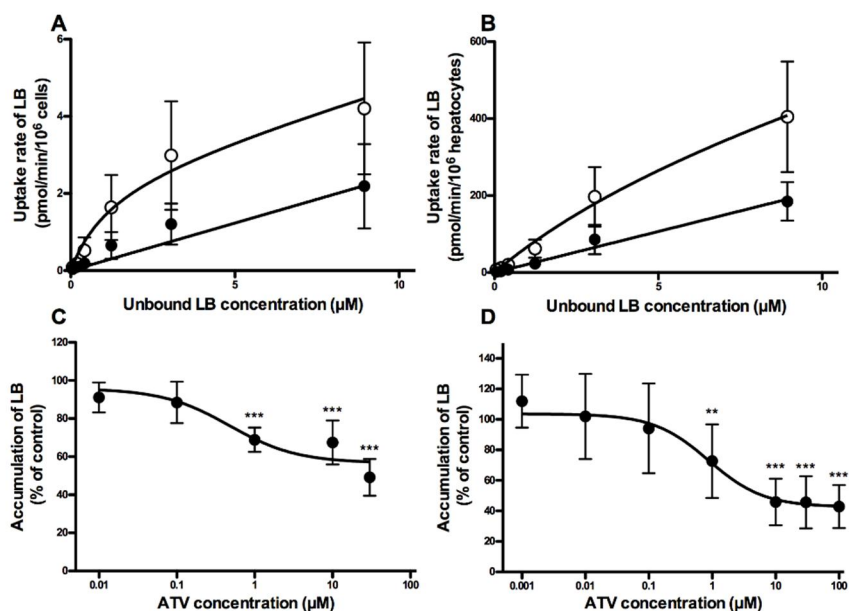 A
Uptake rate of LB
(pmol/min/10⁶ cells)
6
4
2
0
0
5
10
Unbound LB concentration (µM)
B
Uptake rate of LB
(pmol/min/10⁶ hepatocytes)
600
400
200
0
0
5
10
Unbound LB concentration (µM)
C
Accumulation of LB
(% of control)
120
100
80
60
40
20
0
***
***
***
0.01
0.1
1
10
100
ATV concentration (µM)
D
Accumulation of LB
(% of control)
140
120
100
80
60
40
20
0
**
***
***
***
0.001
0.01
0.1
1
10
100
ATV concentration (µM)